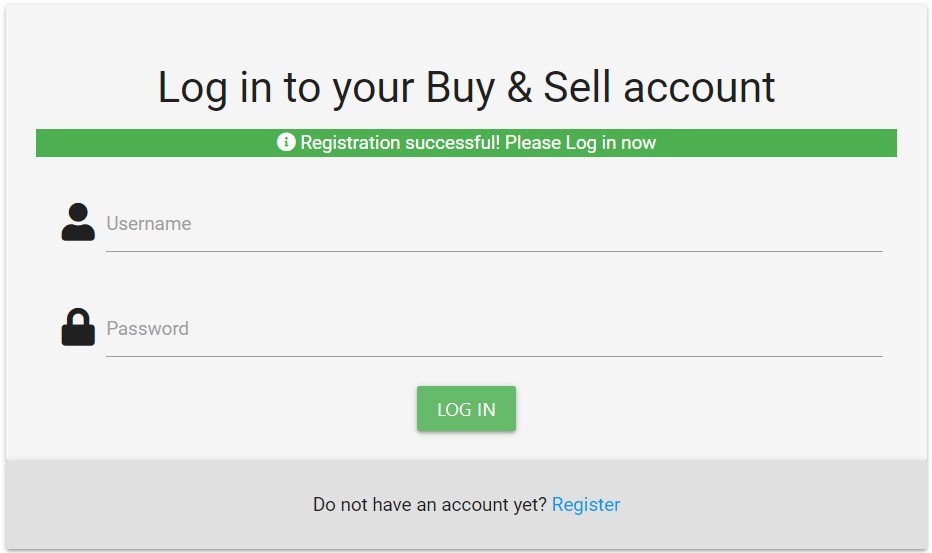 Log in to your Buy & Sell account
Registration successful! Please Log in now
Username
Password
LOG IN
Do not have an account yet? Register